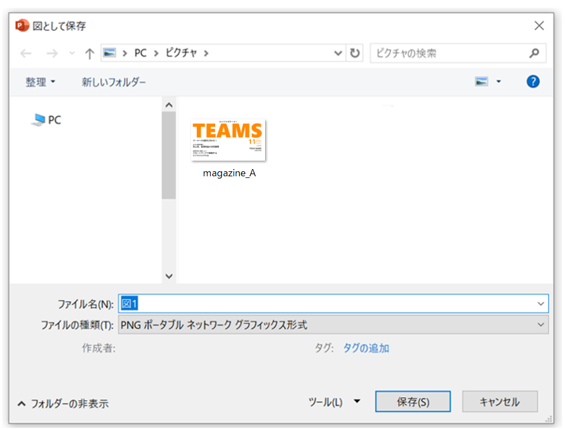 図として保存
PC
ピクチャ
ピクチャの検索
整理
新しいフォルダー
PC
TEAMS
11
magazine_A
ファイル名(N):
図1
ファイルの種類(T):
PNG ポータブル ネットワーク グラフィックス形式
作成者:
タグ:
タグの追加
フォルダーの非表示
ツール(L)
保存(S)
キャンセル